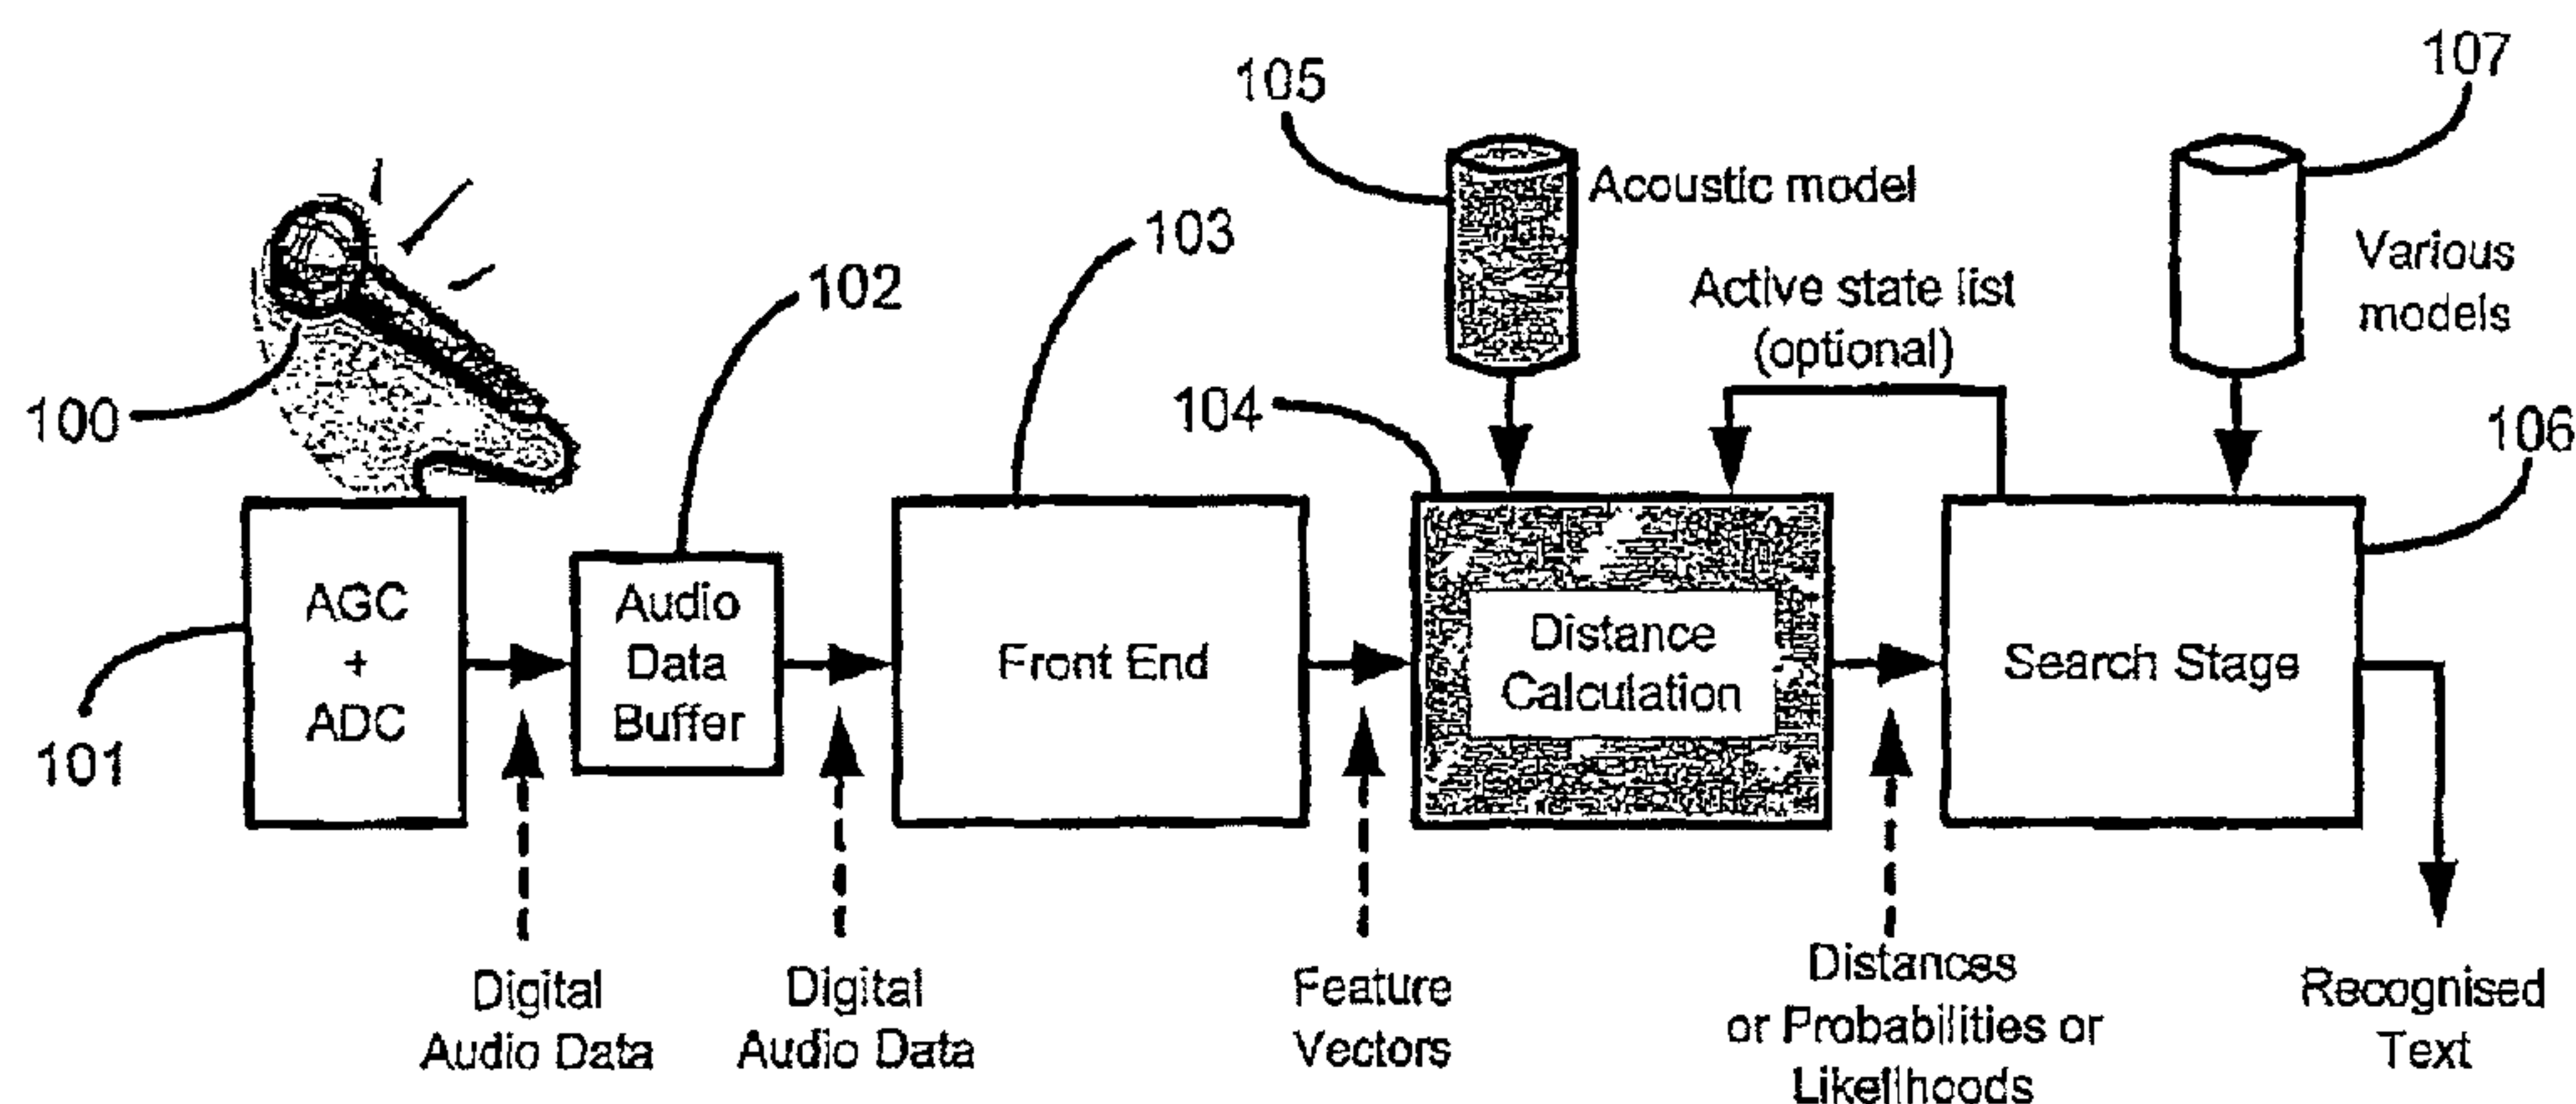 107
105
Acoustic model
103
Various
models
102
Active state list
(optional)
104
100
106
AGC
+
ADC
Audio
Data
Buffer
Front End
Distance
Calculation
Search Stage
101
Digital
Audio Data
Digital
Audio Data
Feature
Vectors
Distances
or Probabilities or
Likelihoods
Recognised
Text